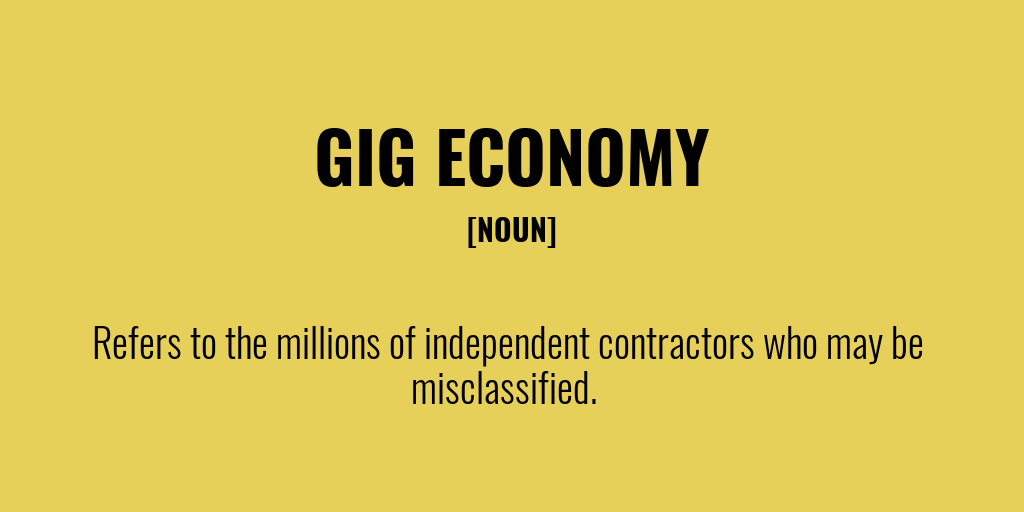 GIG ECONOMY
[NOUN]
Refers to the millions of independent contractors who may be
misclassified.